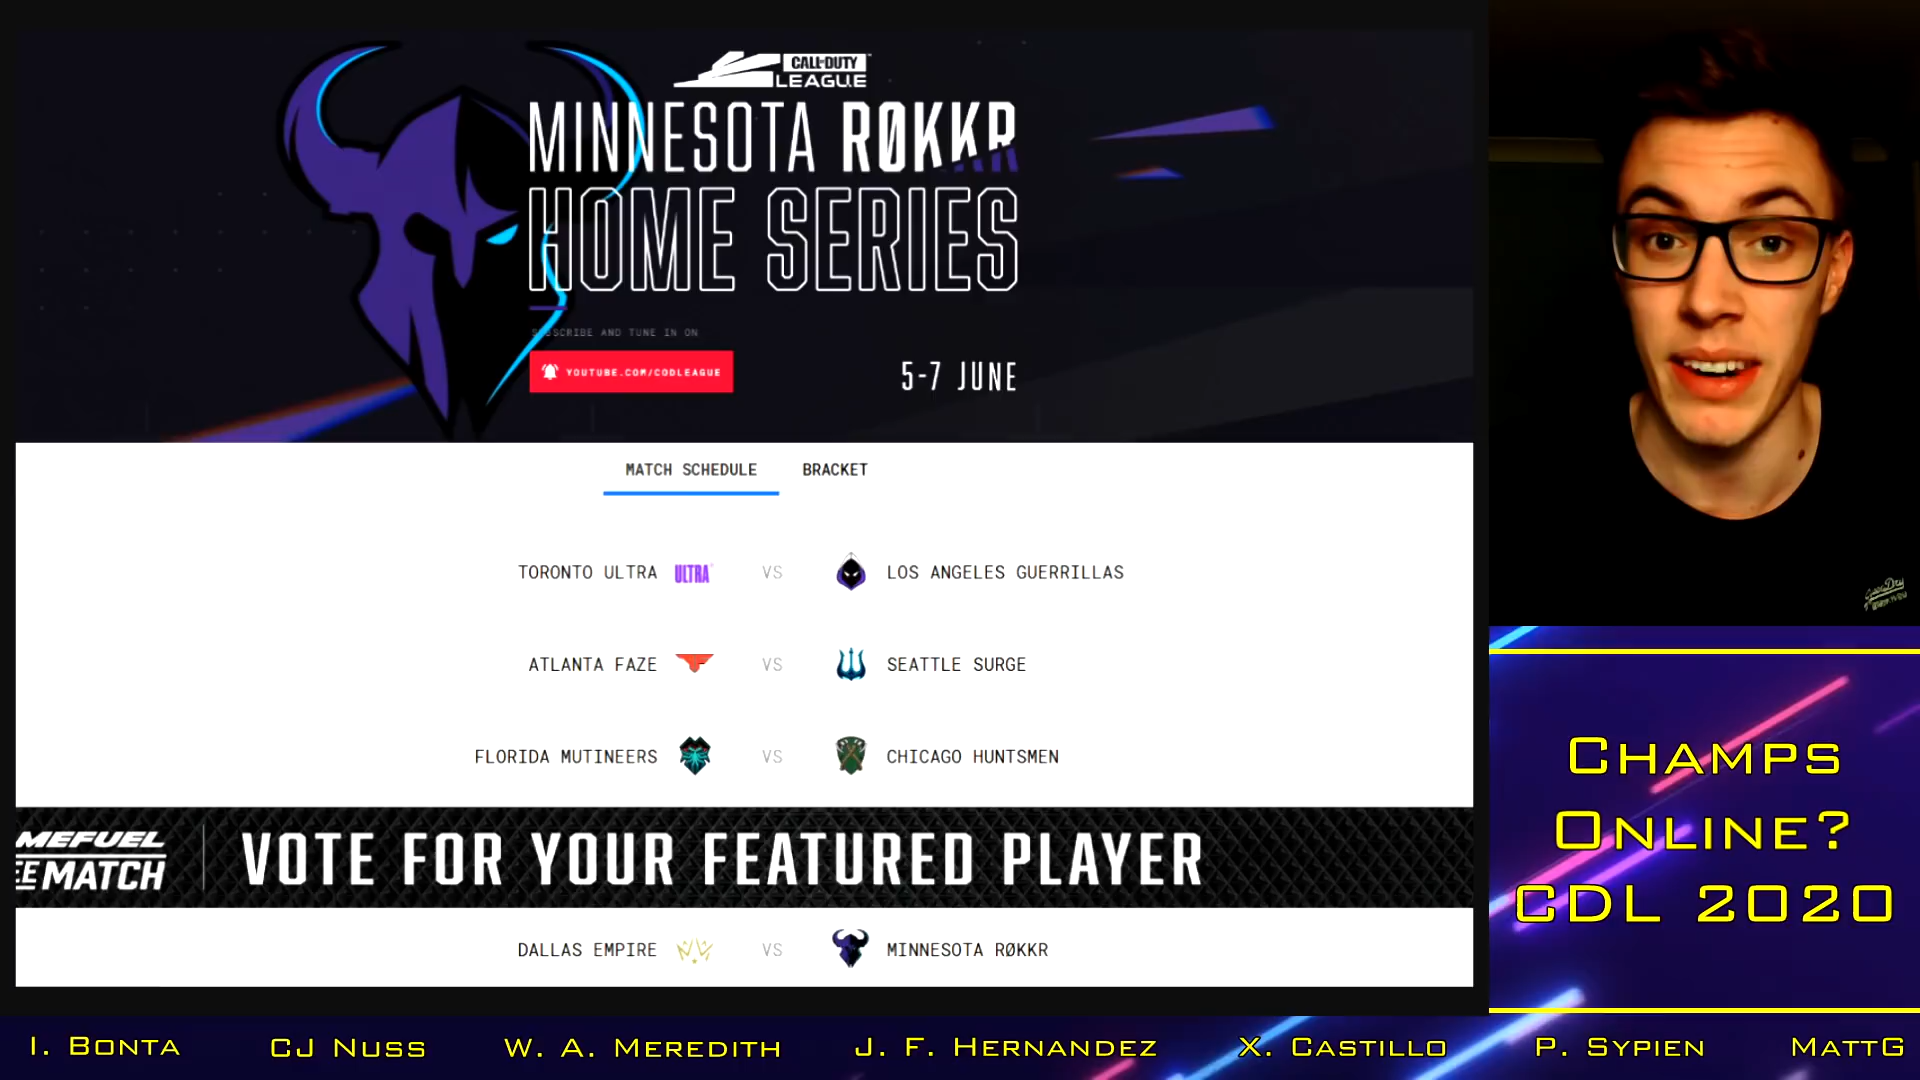 CALL OF DUTY
LEAGUE
MINNESOTA RØKKR
HOME SERIES
SUBSCRIBE AND TUNE IN ON
YOUTUBE.COM/CODLEAGUE
5-7 JUNE
MATCH SCHEDULE
BRACKET
TORONTO ULTRA ULTRA VS LOS ANGELES GUERRILLAS
ATLANTA FAZE VS SEATTLE SURGE
FLORIDA MUTINEERS VS CHICAGO HUNTSMEN
MEFUEL
EE MATCH
VOTE FOR YOUR FEATURED PLAYER
DALLAS EMPIRE VS MINNESOTA RØKKR
CHAMPS
ONLINE?
CDL 2020
I. BONTA CJ NUSS W. A. MEREDITH J. F. HERNANDEZ X. CASTILLO P. SYPIEN MATTG